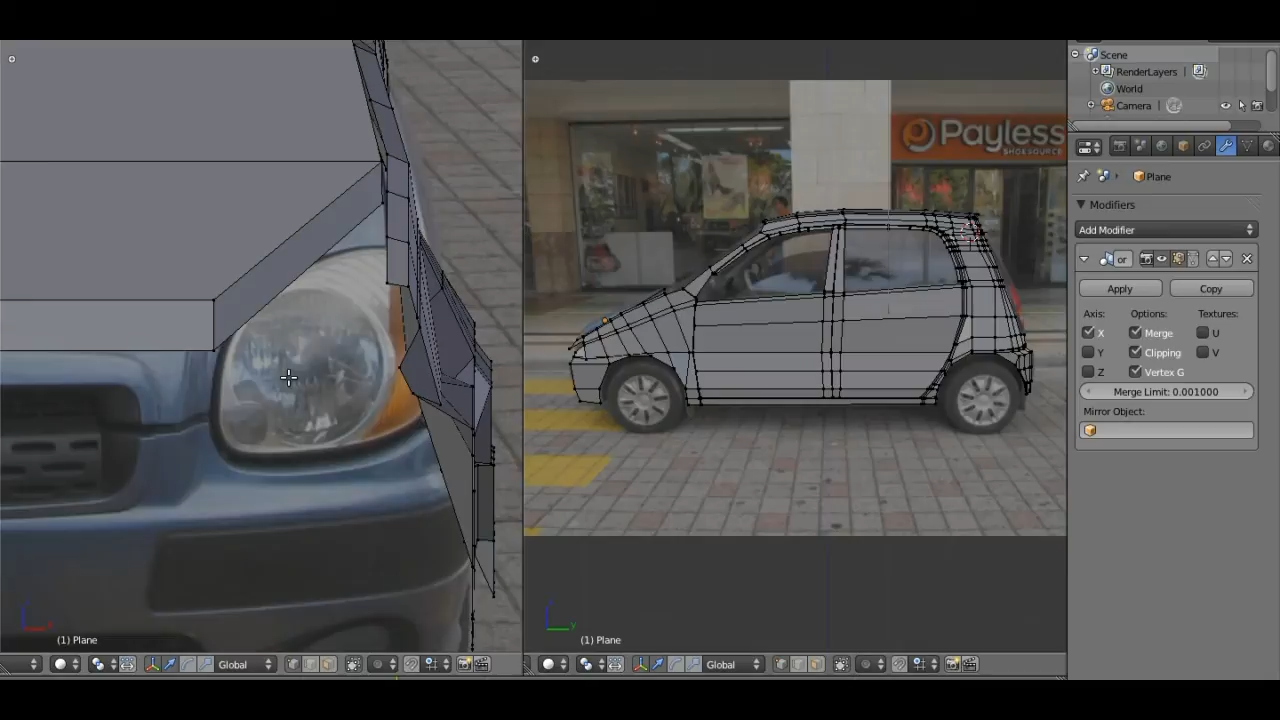 Scene
RenderLayers
World
Camera
Payless
SHOESOURCE
Plane
Modifiers
Add Modifier
or
Apply
Copy
Axis:
Options:
Textures:
X
Merge
U
Y
Clipping
V
Z
Vertex G
Merge Limit: 0.001000
Mirror Object:
(1) Plane
(1) Plane
Global
Global